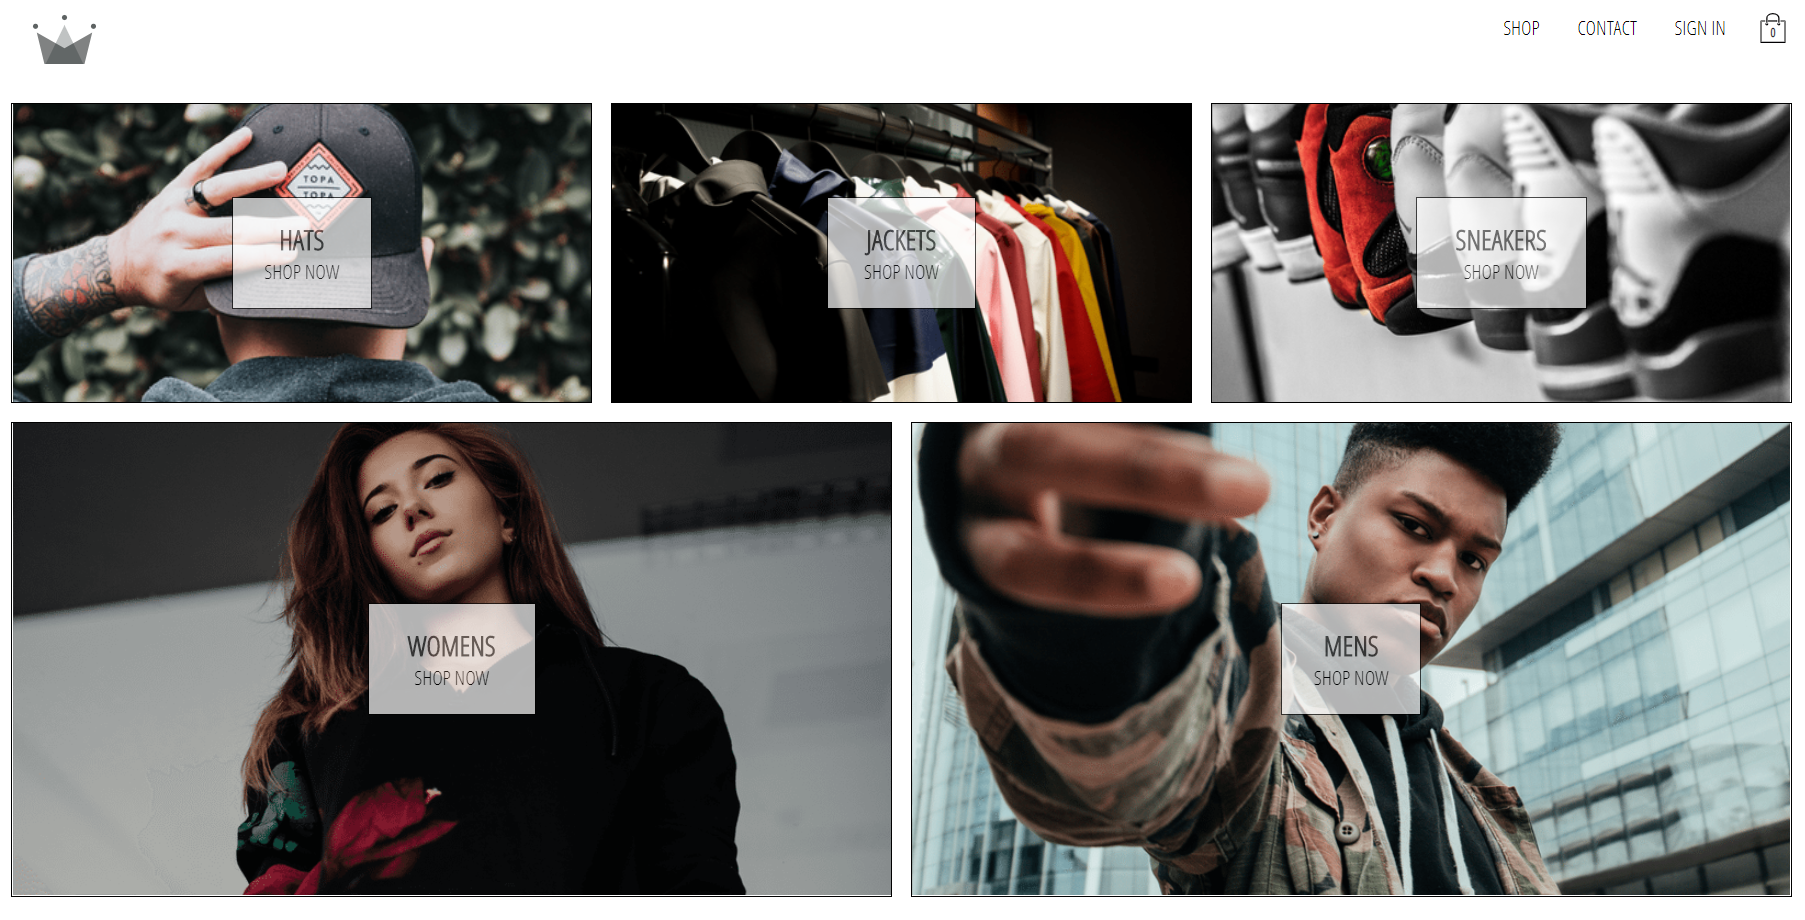 SHOP
CONTACT
SIGN IN
0
TOPA
TOPA
HATS
SHOP NOW
JACKETS
SHOP NOW
SNEAKERS
SHOP NOW
WOMENS
SHOP NOW
MENS
SHOP NOW